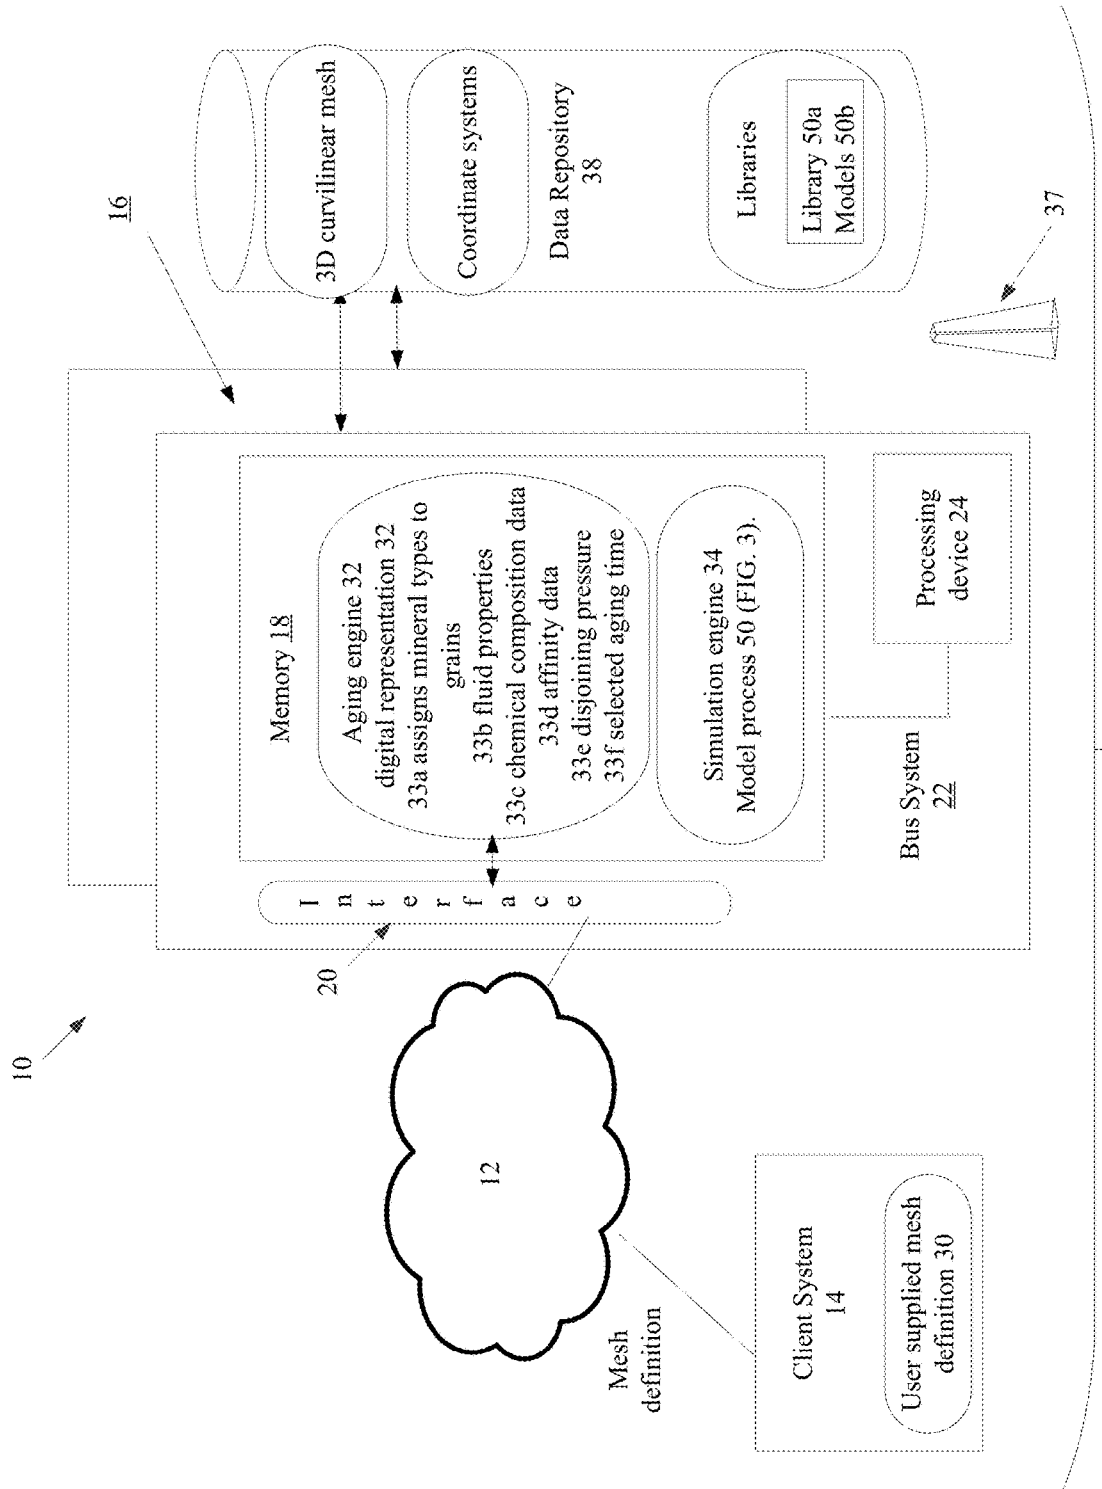 10
16
20
Interface
Memory 18
Aging engine 32
digital representation 32
33a assigns mineral types to
grains
33b fluid properties
33c chemical composition data
33d affinity data
33e disjoining pressure
33f selected aging time
Simulation engine 34
Model process 50 (FIG. 3).
Bus System
22
Processing
device 24
3D curvilinear mesh
Coordinate systems
Data Repository
38
Libraries
Library 50a
Models 50b
37
12
Mesh
definition
Client System
14
User supplied mesh
definition 30